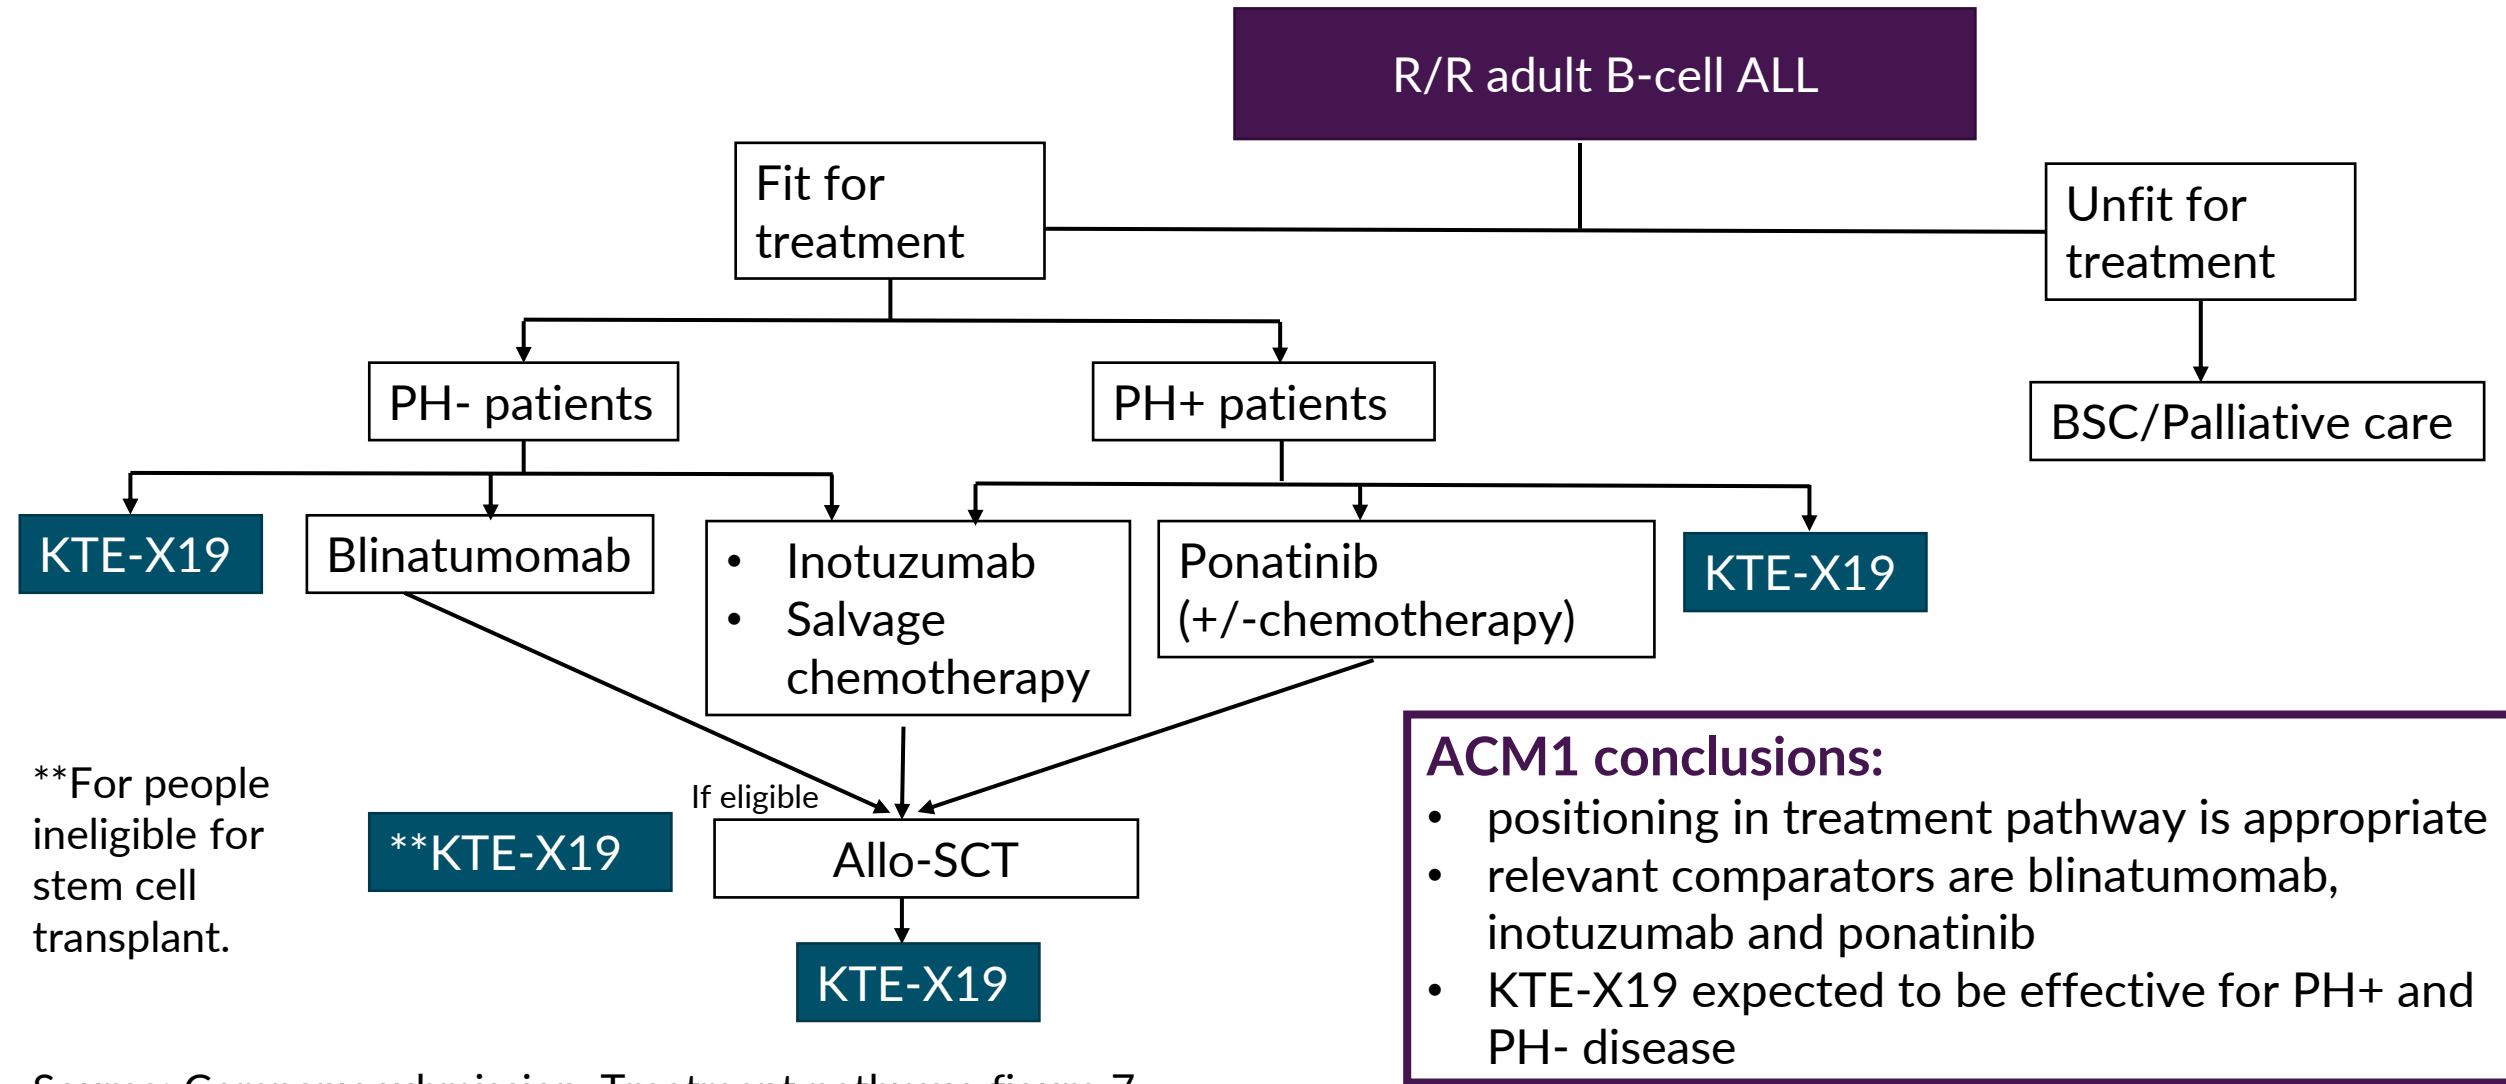 R/R adult B-cell ALL
Fit for
treatment
Unfit for
treatment
PH- patients
PH+ patients
BSC/Palliative care
KTE-X19
Blinatumomab
• Inotuzumab
• Salvage
chemotherapy
Ponatinib
(+/-chemotherapy)
KTE-X19
**For people
ineligible for
stem cell
transplant.
If eligible
**KTE-X19
Allo-SCT
KTE-X19
ACM1 conclusions:
• positioning in treatment pathway is appropriate
• relevant comparators are blinatumomab,
inotuzumab and ponatinib
• KTE-X19 expected to be effective for PH+ and
PH- disease